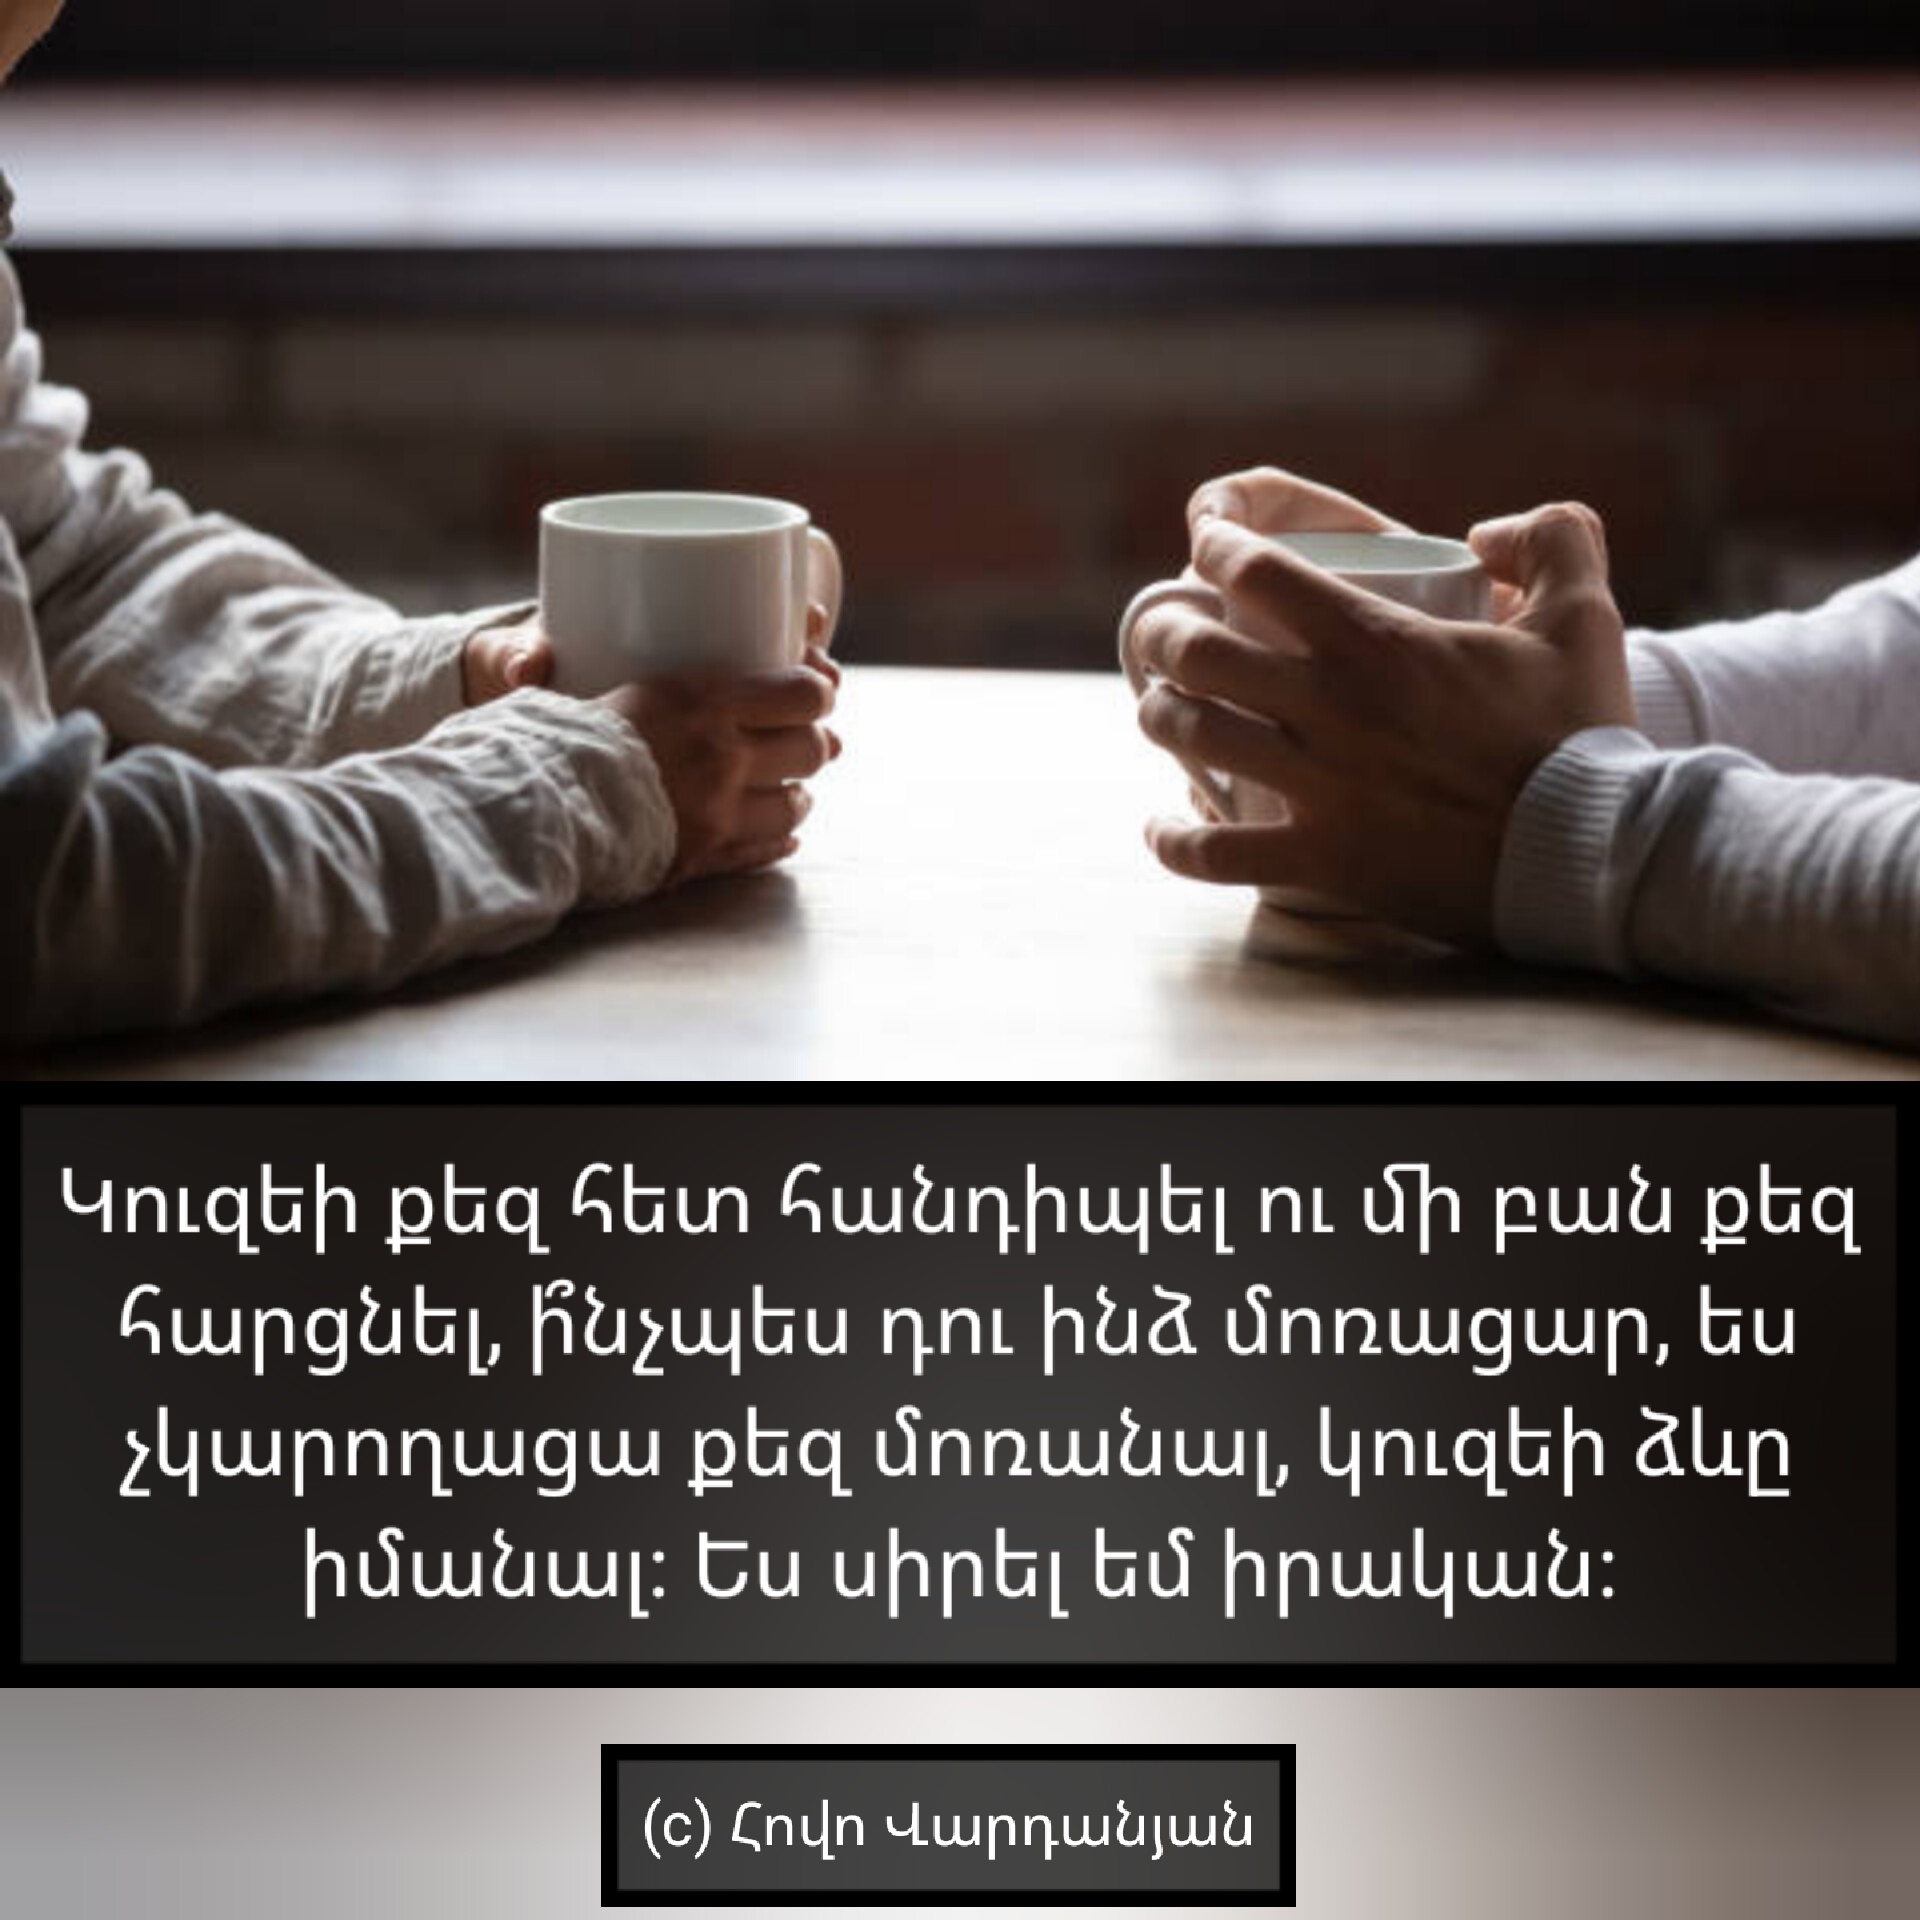 Կուզեի քեզ հետ հանդիպել ու մի բան քեզ
հարցնել, ի՞նչպես դու ինձ մոռացար, ես
չկարողացա քեզ մոռանալ, կուզեի ձևը
իմանալ: Ես սիրել եմ իրական:
(c) Հովո Վարդանյան